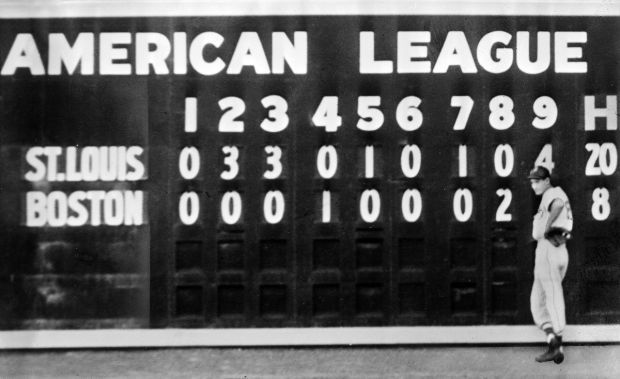 AMERICAN LEAGUE
1 2 3 4 5 6 7 8 9 H
ST.LOUIS 0 3 3 0 1 0 1 0 4 20
BOSTON 0 0 0 1 0 0 0 2 8